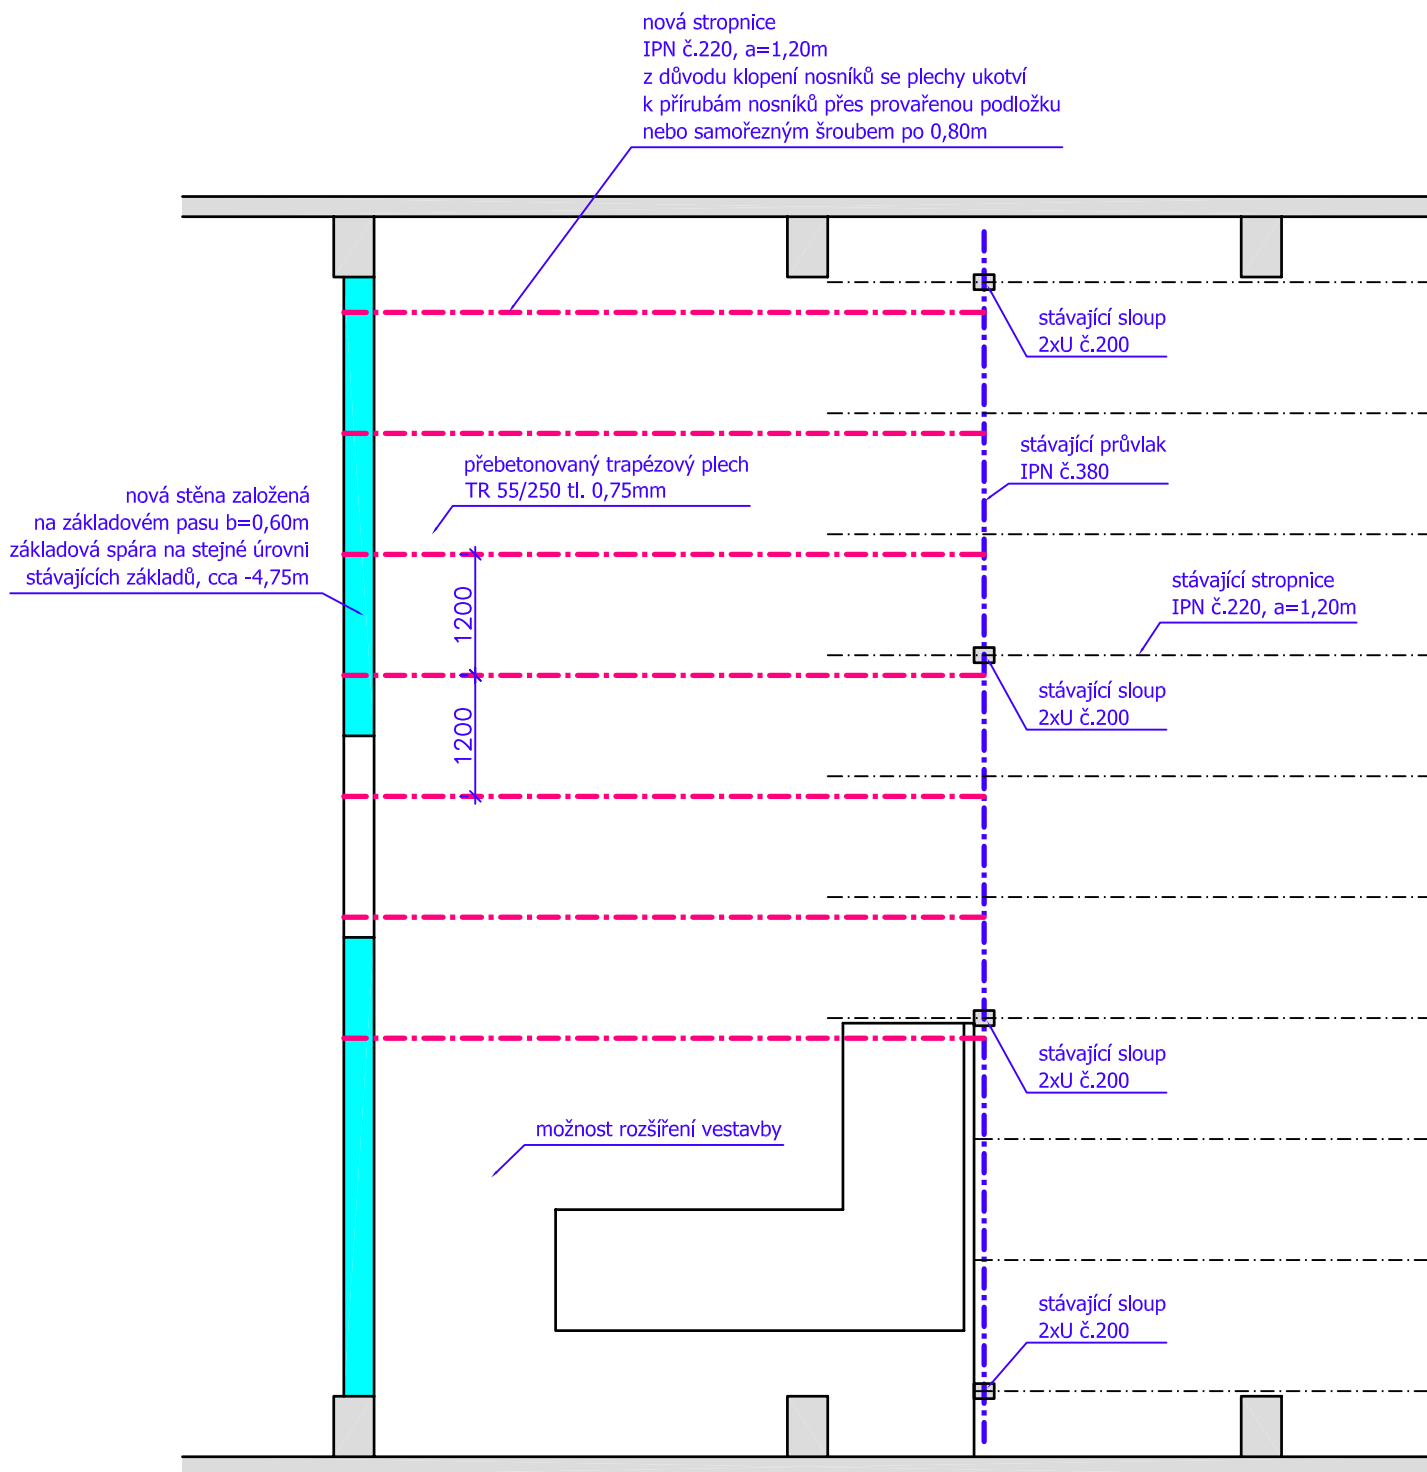 nová stropnice
IPN č.220, a=1,20m
z důvodu klopení nosníků se plechy ukotví
k přírubám nosníků přes provařenou podložku
nebo samořezným šroubem po 0,80m
stávající sloup
2xU č.200
stávající průvlak
IPN č.380
přebetonovaný trapézový plech
TR 55/250 tl. 0,75mm
nová stěna založená
na základovém pasu b=0,60m
základová spára na stejné úrovni
stávajících základů, cca -4,75m
stávající stropnice
IPN č.220, a=1,20m
1200
1200
stávající sloup
2xU č.200
stávající sloup
2xU č.200
možnost rozšíření vestavby
stávající sloup
2xU č.200